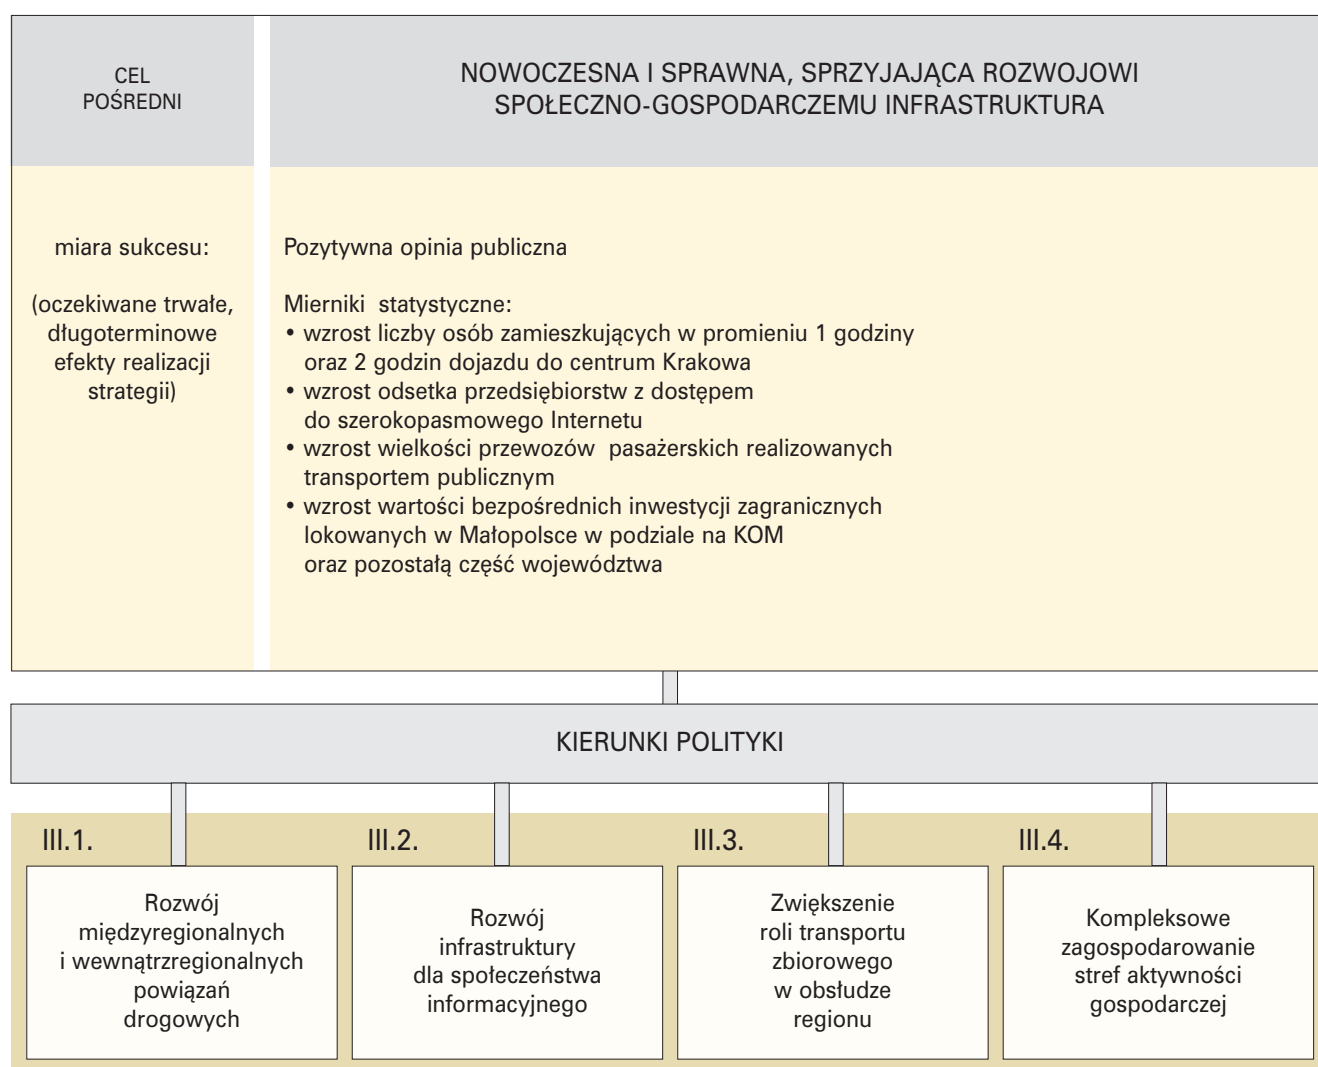 CEL
POŚREDNI
NOWOCZESNA I SPRAWNA, SPRZYJAJĄCA ROZWOJOWI
SPOŁECZNO-GOSPODARCZEMU INFRASTRUKTURA
miara sukcesu:
(oczekiwane trwałe,
długoterminowe
efekty realizacji
strategii)
Pozytywna opinia publiczna
Mierniki statystyczne:
• wzrost liczby osób zamieszkujących w promieniu 1 godziny
oraz 2 godzin dojazdu do centrum Krakowa
• wzrost odsetka przedsiębiorstw z dostępem
do szerokopasmowego Internetu
• wzrost wielkości przewozów pasażerskich realizowanych
transportem publicznym
• wzrost wartości bezpośrednich inwestycji zagranicznych
lokowanych w Małopolsce w podziale na KOM
oraz pozostałą część województwa
KIERUNKI POLITYKI
III.1.
Rozwój
międzyregionalnych
i wewnątrzregionalnych
powiązań
drogowych
III.2.
Rozwój
infrastruktury
dla społeczeństwa
informacyjnego
III.3.
Zwiększenie
roli transportu
zbiorowego
w obsłudze
regionu
III.4.
Kompleksowe
zagospodarowanie
stref aktywności
gospodarczej